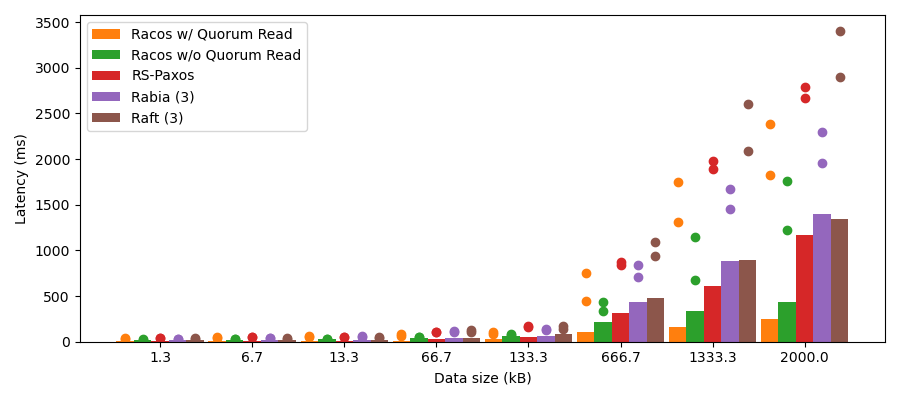 3500
3000
2500
2000
1500
1000
500
0
Latency (ms)
Racos w/ Quorum Read
Racos w/o Quorum Read
RS-Paxos
Rabia (3)
Raft (3)
1.3 6.7 13.3 66.7 133.3 666.7 1333.3 2000.0
Data size (kB)